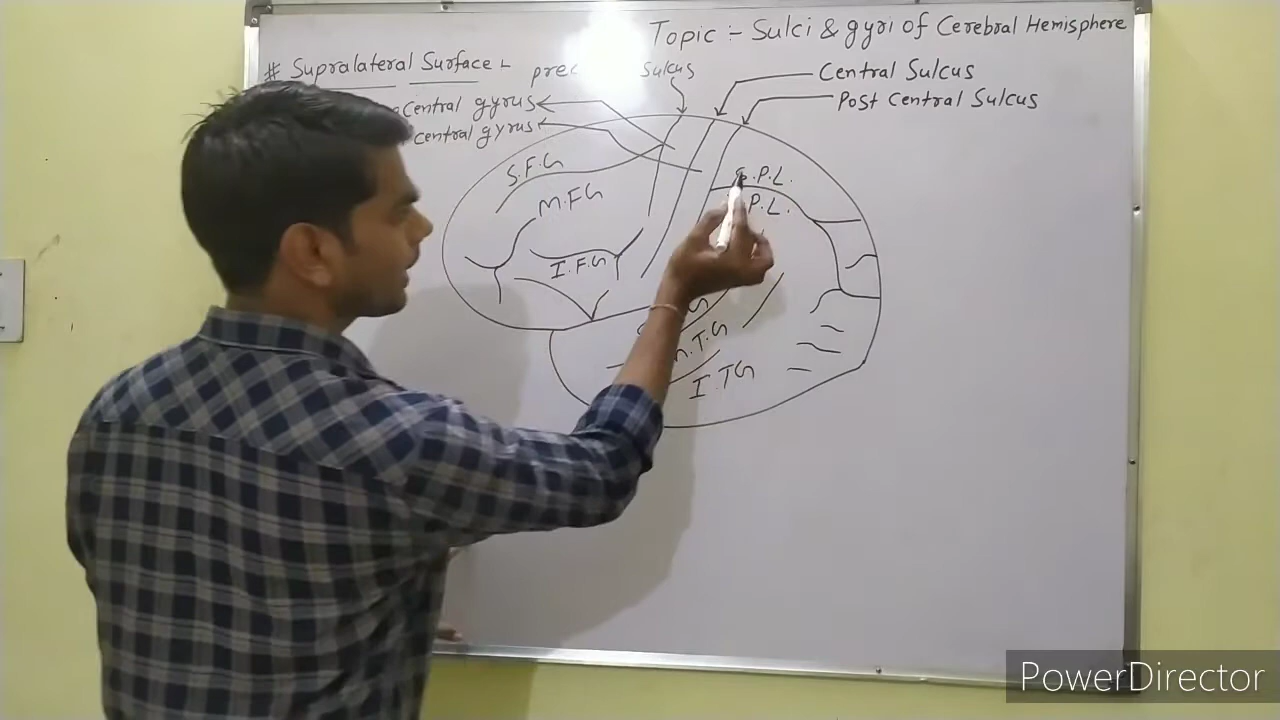 Topic :- Sulci & gyri of Cerebral Hemisphere
# Supralateral Surface :- Sulcus
Central Sulcus
Post Central Sulcus
Central gyrus
central gyrus
S.F.G
M.F.G
I.F.G
S.P.L.
P.L.
G
M.T.G
I.TG
PowerDirector